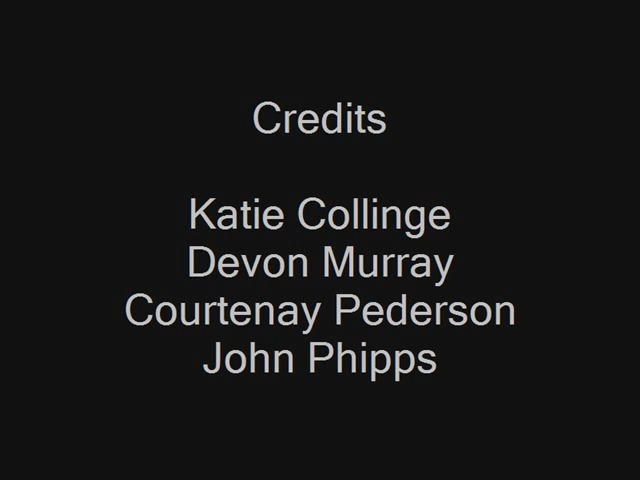 Credits
Katie Collinge
Devon Murray
Courtenay Pederson
John Phipps